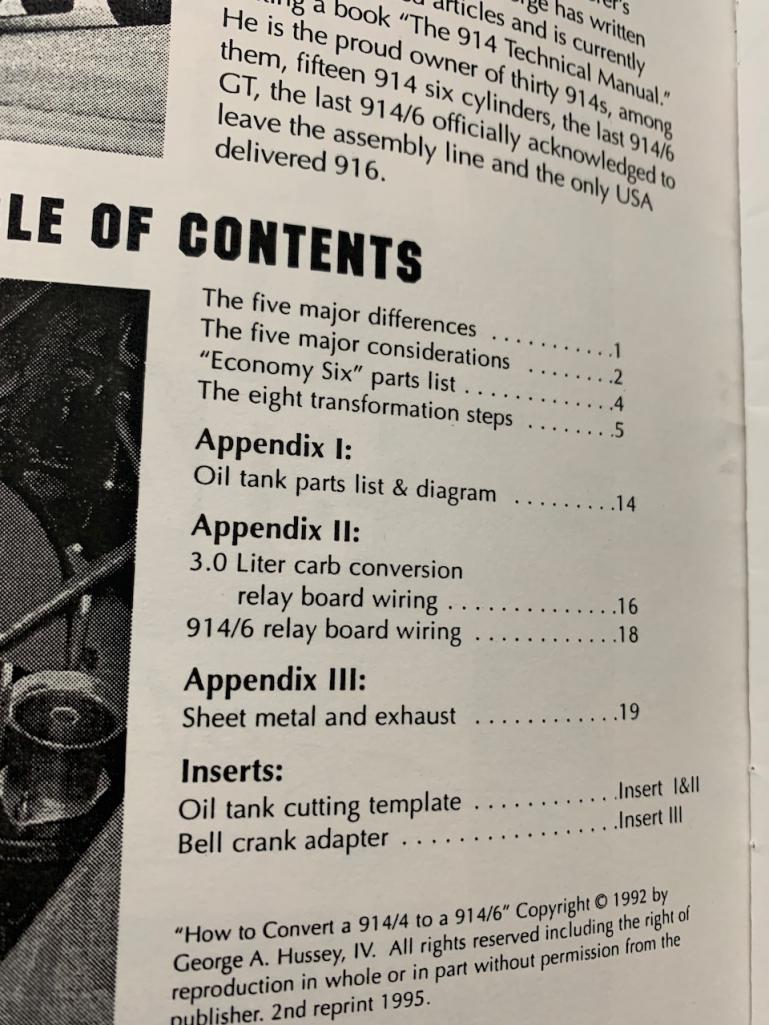 has written
articles and is currently
a book "The 914 Technical Manual."
He is the proud owner of thirty 914s, among
them, fifteen 914 six cylinders, the last 914/6
GT, the last 914/6 officially acknowledged to
leave the assembly line and the only USA
delivered 916.
LE OF CONTENTS
The five major differences ...........1
The five major considerations ........2
"Economy Six" parts list .............4
The eight transformation steps ........5
Appendix I:
Oil tank parts list & diagram .........14
Appendix II:
3.0 Liter carb conversion
relay board wiring ..............16
914/6 relay board wiring ............18
Appendix III:
Sheet metal and exhaust ............19
Inserts:
Oil tank cutting template ............Insert I&II
Bell crank adapter ..................Insert III
"How to Convert a 914/4 to a 914/6" Copyright © 1992 by
George A. Hussey, IV. All rights reserved including the right of
reproduction in whole or in part without permission from the
publisher. 2nd reprint 1995.